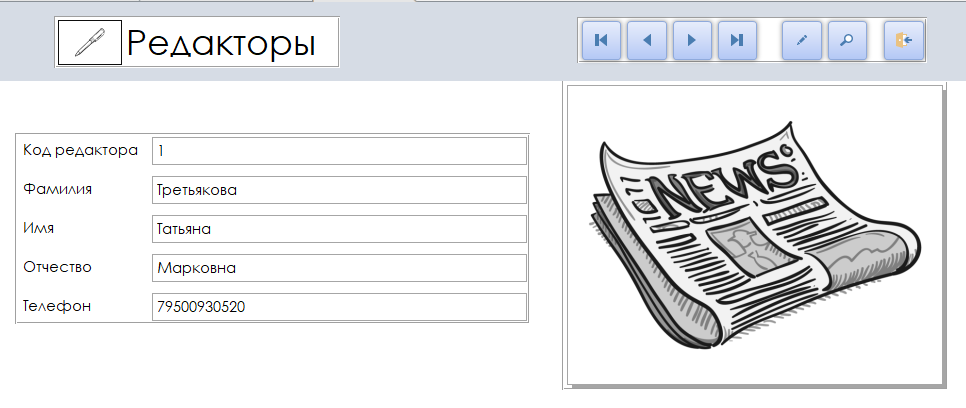 Редакторы
Код редактора 1
Фамилия Третьякова
Имя Татьяна
Отчество Марковна
Телефон 79500930520
NEWS